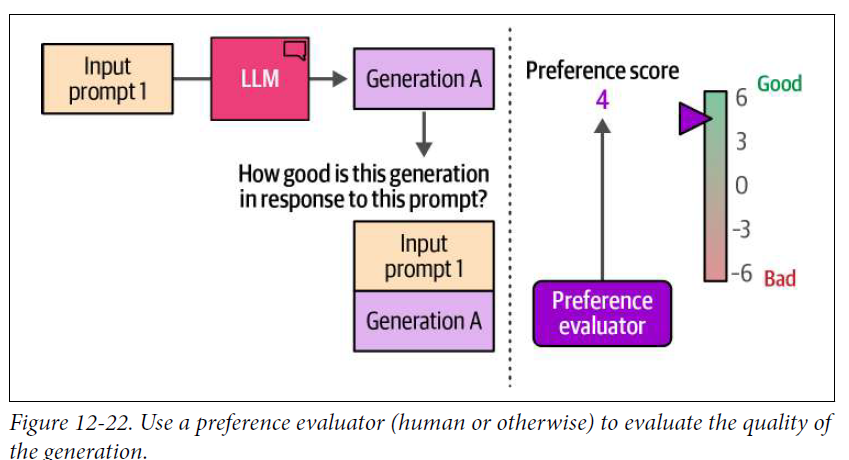 Input
prompt 1
LLM
Generation A
How good is this generation
in response to this prompt?
Input
prompt 1
Generation A
Preference score
4
Preference
evaluator
6
Good
3
0
-3
-6
Bad
Figure 12-22. Use a preference evaluator (human or otherwise) to evaluate the quality of
the generation.